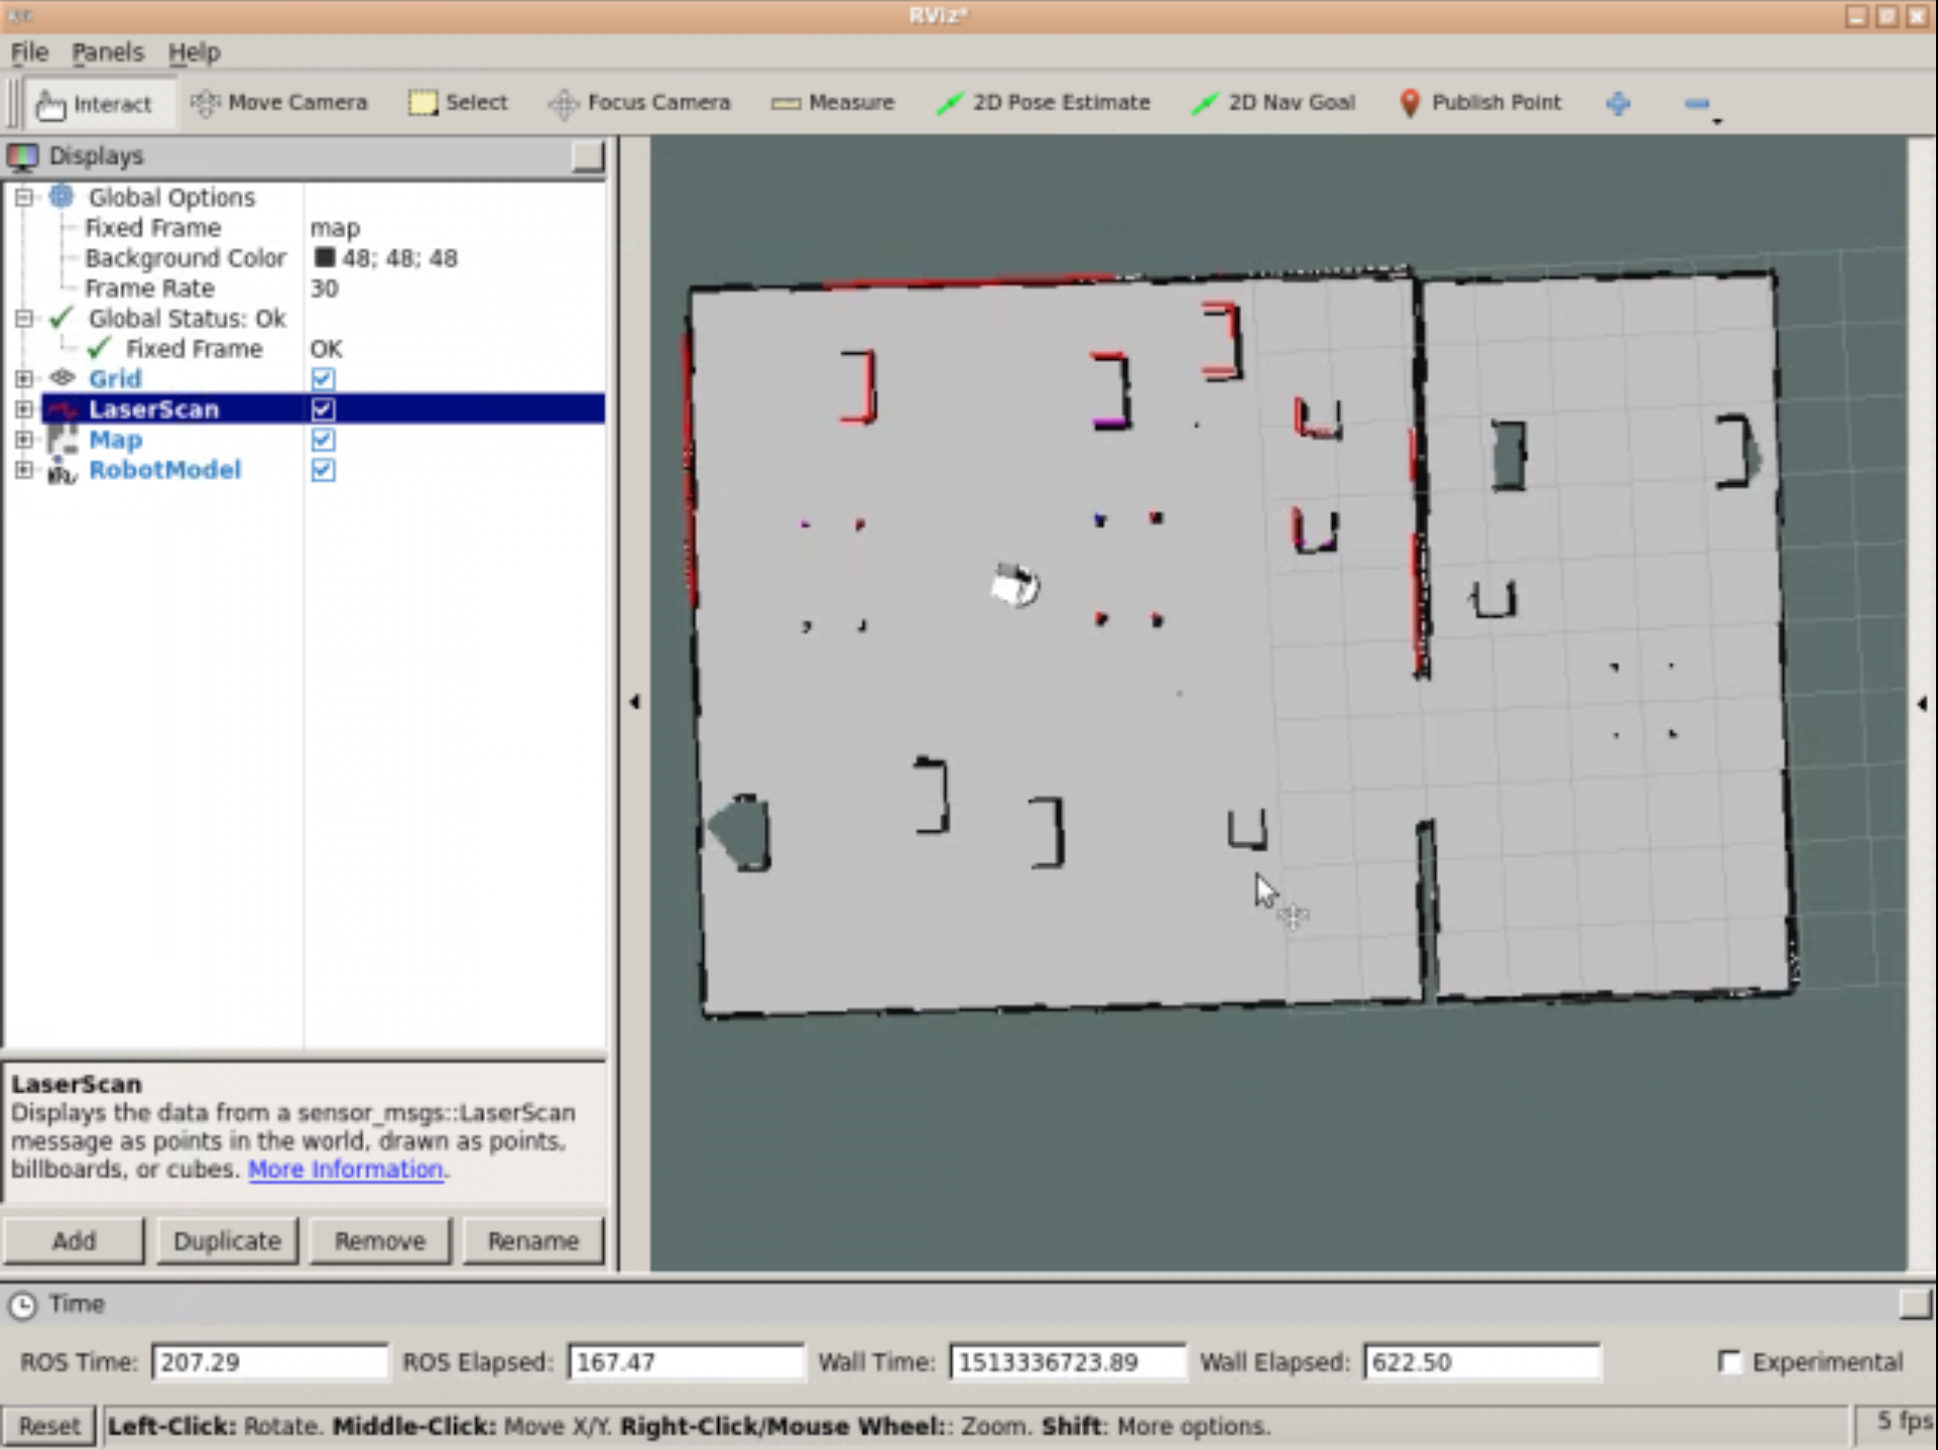 RViz*
File Panels Help
Interact Move Camera Select Focus Camera Measure 2D Pose Estimate 2D Nav Goal Publish Point
Displays
Global Options
Fixed Frame map
Background Color 48; 48; 48
Frame Rate 30
Global Status: Ok
Fixed Frame OK
Grid
LaserScan
Map
RobotModel
LaserScan
Displays the data from a sensor_msgs::LaserScan
message as points in the world, drawn as points,
billboards, or cubes. More Information.
Add Duplicate Remove Rename
Time
ROS Time: 207.29 ROS Elapsed: 167.47 Wall Time: 1513336723.89 Wall Elapsed: 622.50 Experimental
Reset Left-Click: Rotate. Middle-Click: Move X/Y. Right-Click/Mouse Wheel:: Zoom. Shift: More options. 5 fps